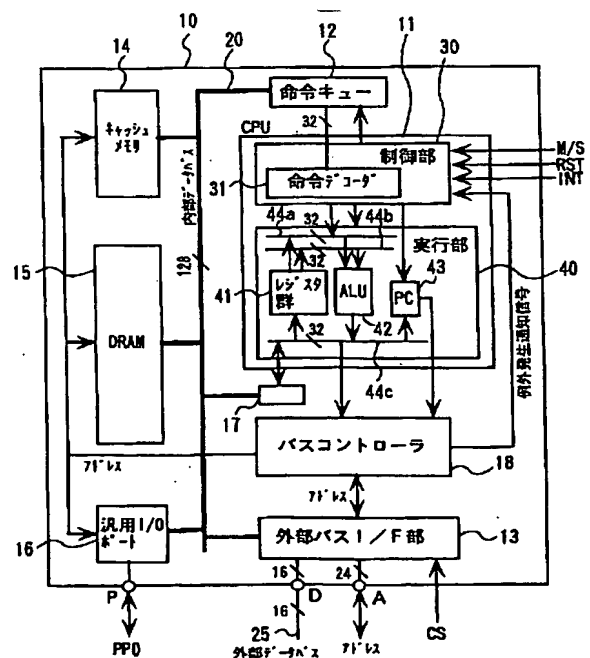 10
12
11
14
20
30
命令キュー
32
CPU
キャッシュ
メモリ
制御部
M/S
RST
INT
31
命令デコーダ
内部データバス
44a
32
44b
32
実行部
15
128
40
41
レジスタ
群
ALU
PC
43
42
DRAM
32
44c
例外発生通知信号
17
バスコントローラ
18
アドレス
アドレス
汎用I/O
ポート
16
外部バスI/F部
13
16
24
P
D
A
16
PP0
25
外部データバス
アドレス
CS